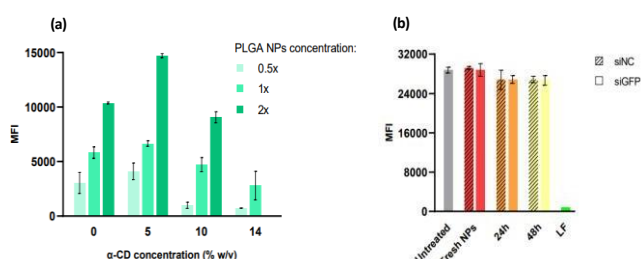 (a)
15000
10000
5000
0
MFI
0 5 10 14
α-CD concentration (% w/v)
PLGA NPs concentration:
0.5x
1x
2x
(b)
32000
24000
16000
8000
0
MFI
Untreated
Fresh NPs
24h
48h
LF
siNC
siGFP